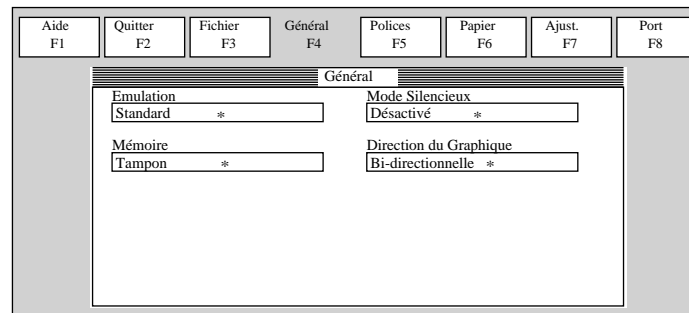 Aide Quitter Fichier Général Polices Papier Ajust. Port
F1 F2 F3 F4 F5 F6 F7 F8
Général
Emulation Mode Silencieux
Standard * Désactivé *
Mémoire Direction du Graphique
Tampon * Bi-directionnelle *